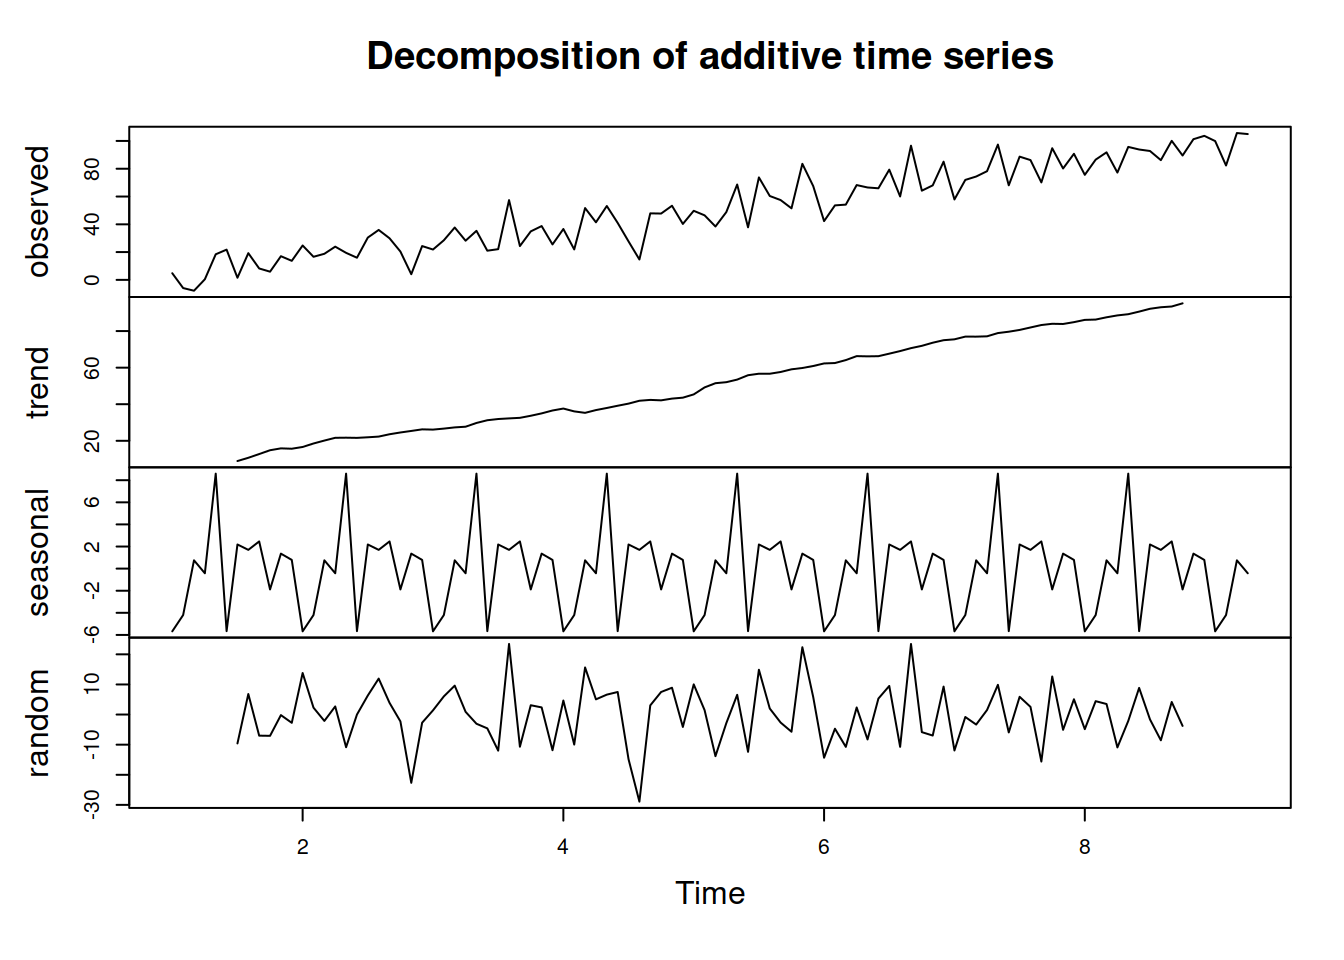 Decomposition of additive time series
observed
0 40 80
trend
20 60
seasonal
-6 -2 2 6
random
-30 -10 10
2 4 6 8
Time